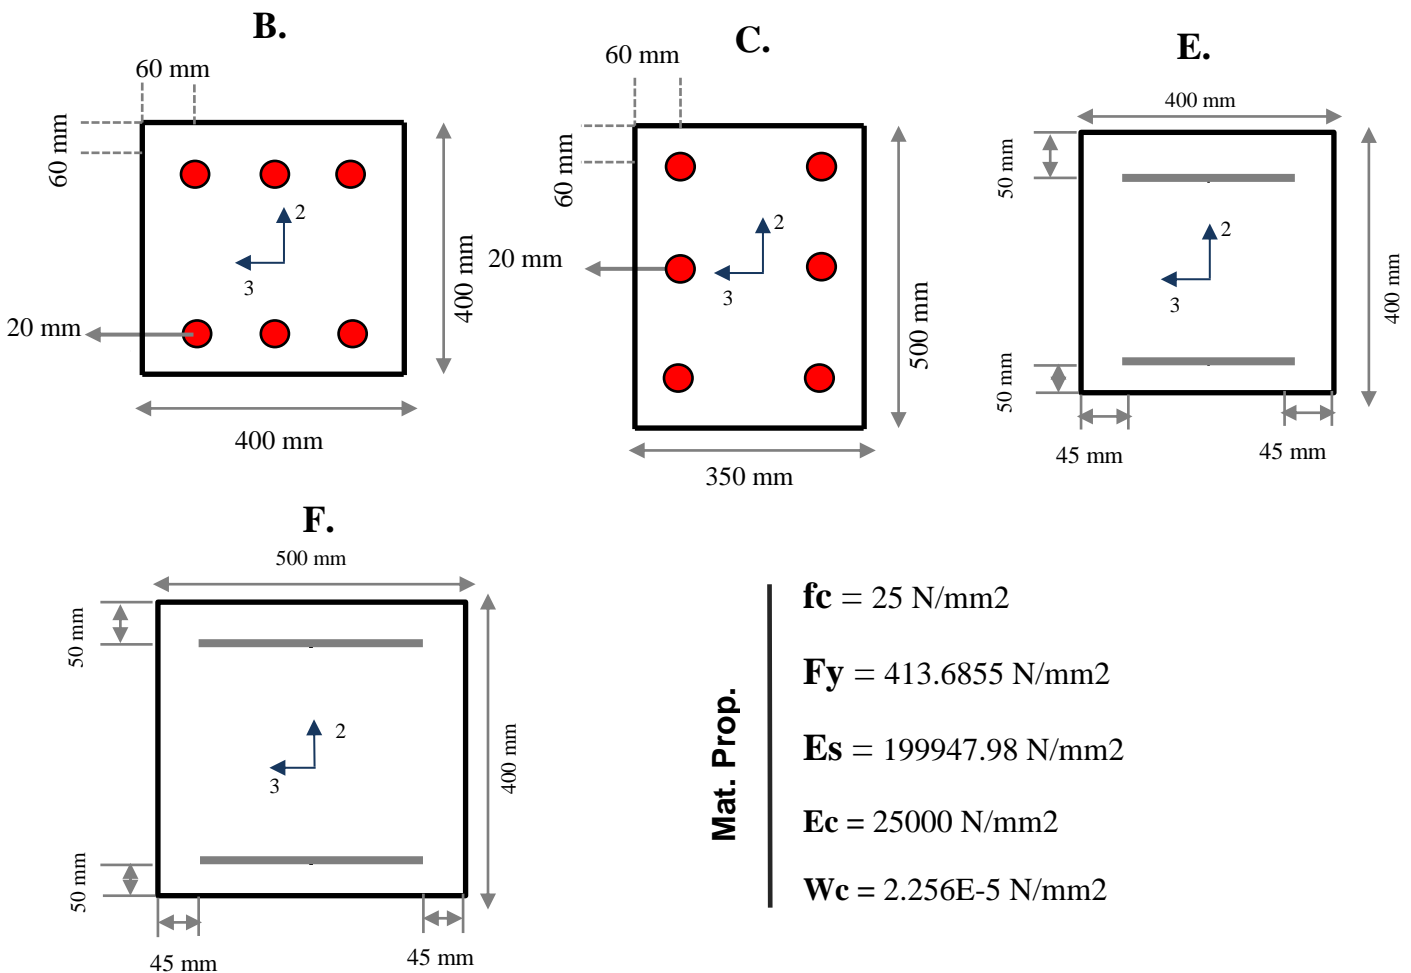 B.
60 mm
60 mm
2
3
20 mm
400 mm
400 mm
C.
60 mm
60 mm
2
3
20 mm
500 mm
350 mm
E.
400 mm
50 mm
2
3
400 mm
50 mm
45 mm
45 mm
F.
500 mm
50 mm
2
3
400 mm
50 mm
45 mm
45 mm
Mat. Prop.
fc = 25 N/mm2
Fy = 413.6855 N/mm2
Es = 199947.98 N/mm2
Ec = 25000 N/mm2
Wc = 2.256E-5 N/mm2